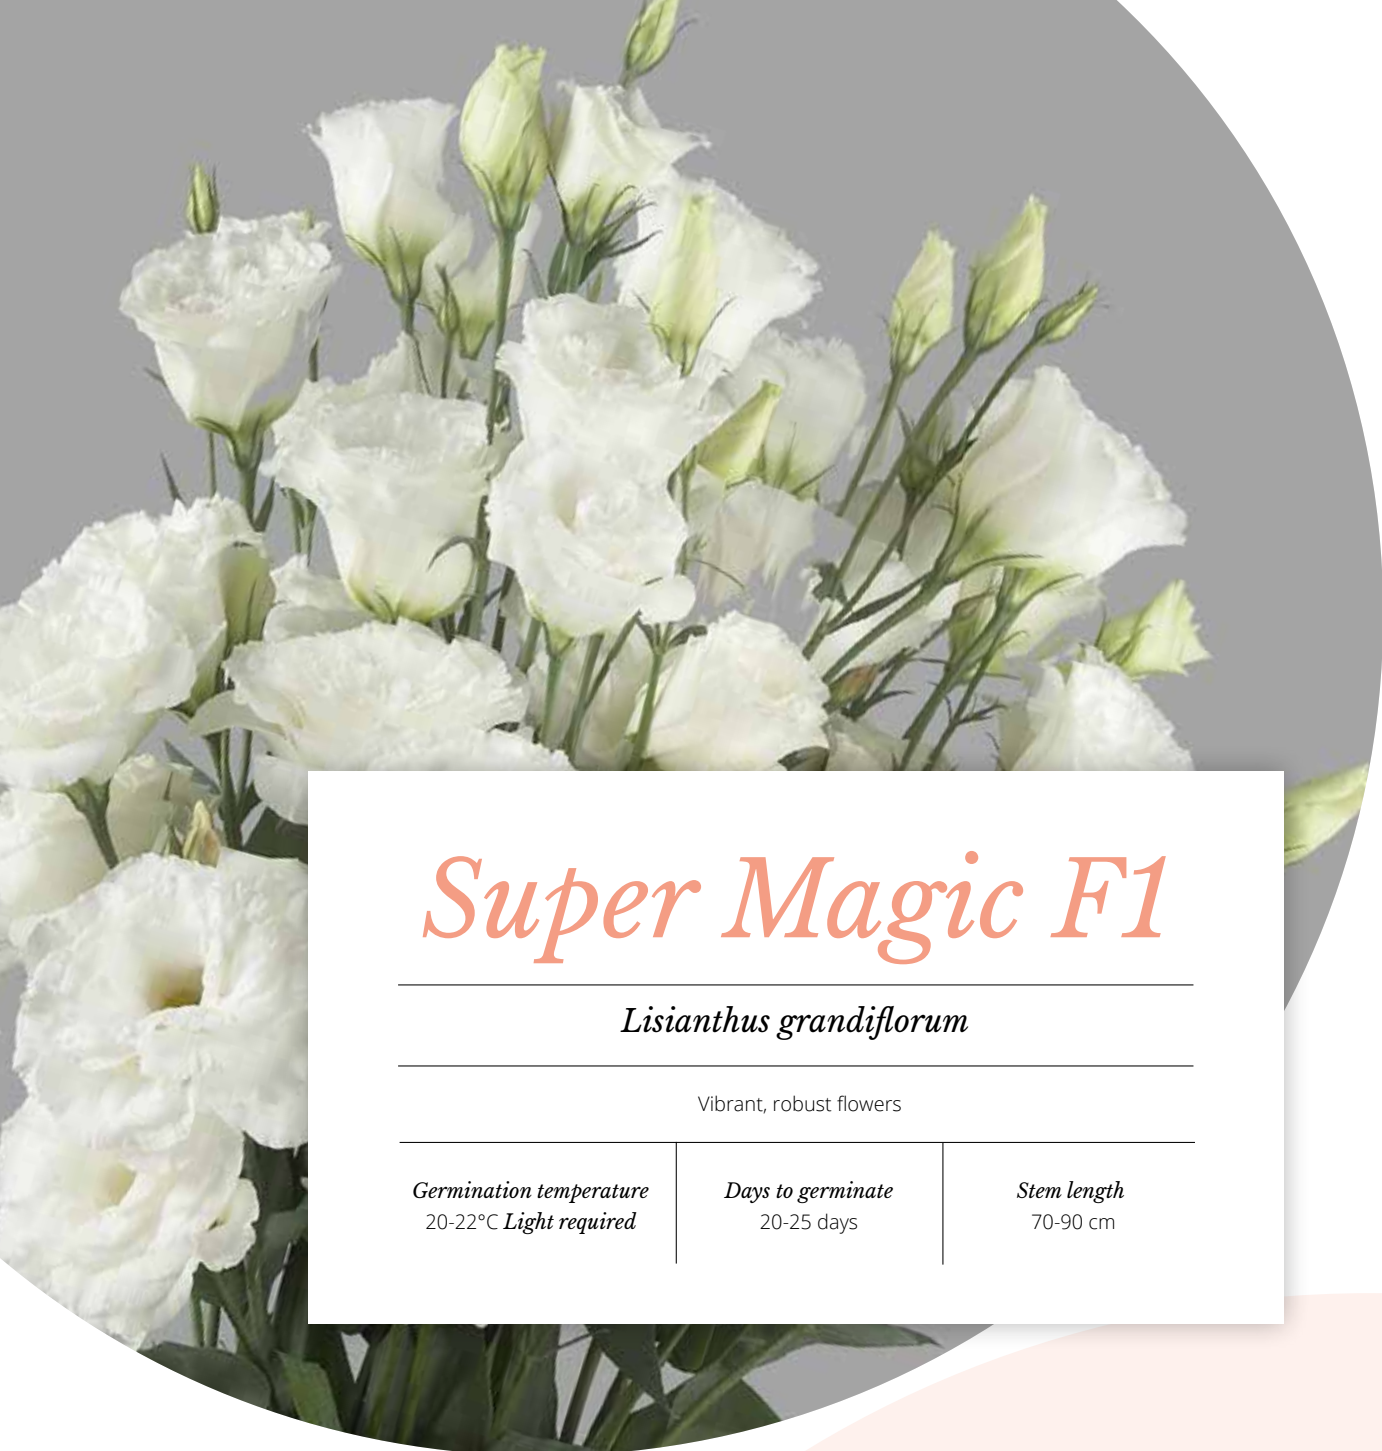 Super Magic F1
Lisianthus grandiflorum
Vibrant, robust flowers
Germination temperature
20-22°C Light required
Days to germinate
20-25 days
Stem length
70-90 cm